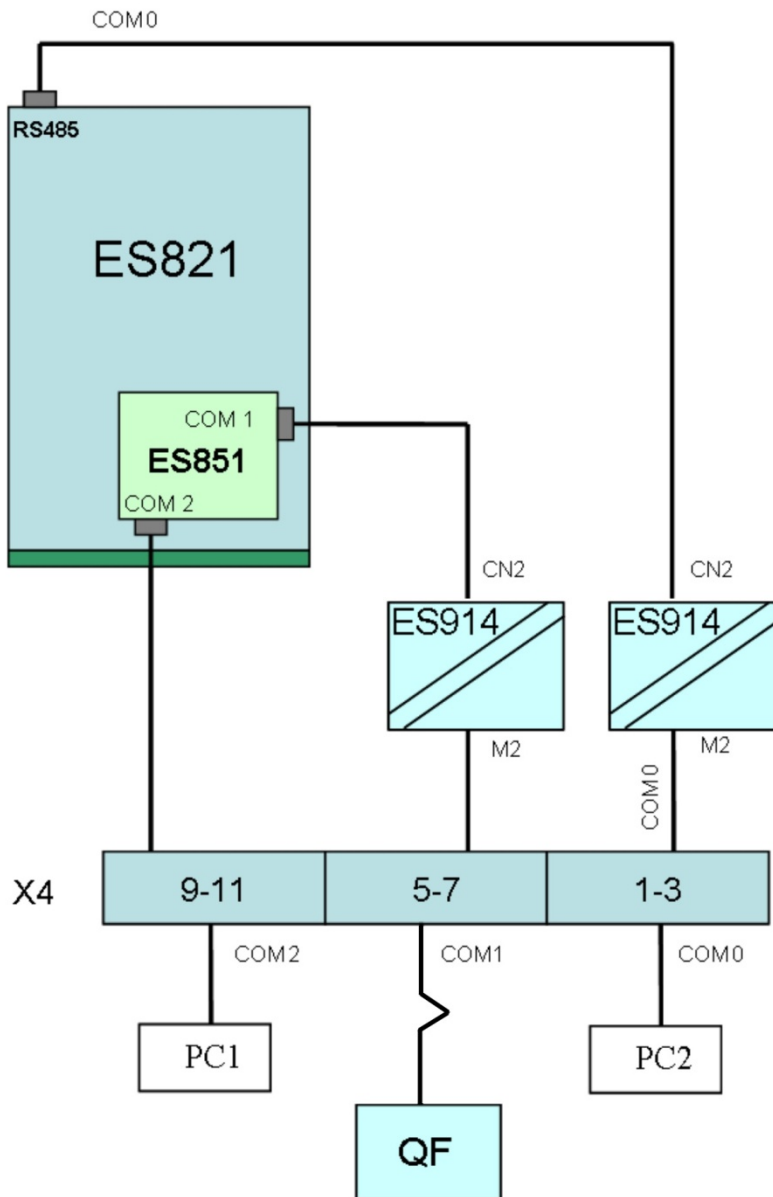 COM0
RS485
ES821
COM 1
ES851
COM 2
CN2
CN2
ES914
ES914
M2
M2
COM0
X4
9-11
5-7
1-3
COM2
COM1
COM0
PC1
PC2
QF